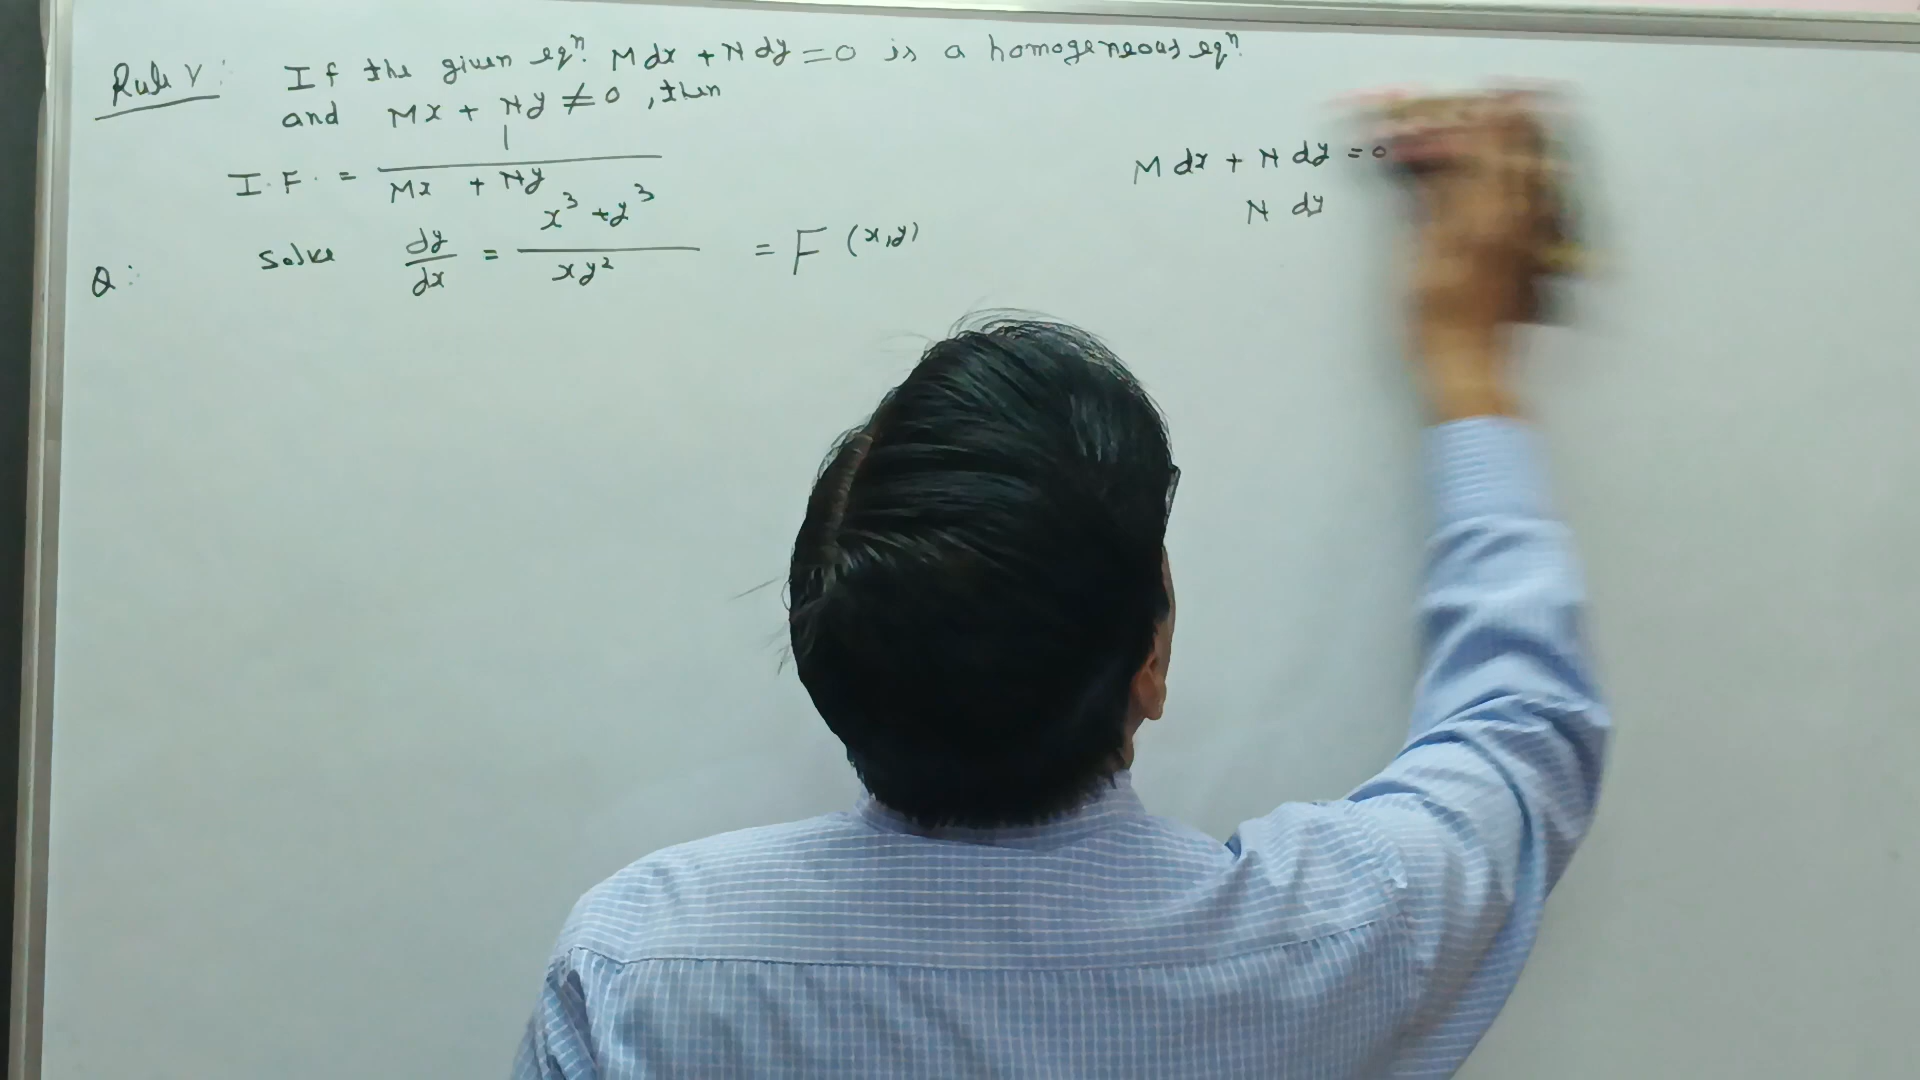 Rule V: If the given eqⁿ. M dx + N dy = 0 is a homogeneous eqⁿ.
and Mx + Ny ≠ 0, then
I.F. = 1 / (Mx + Ny)
Q: Solve dy/dx = (x³ + y³) / (xy²) = F(x,y)
M dx + N dy = 0
N dy